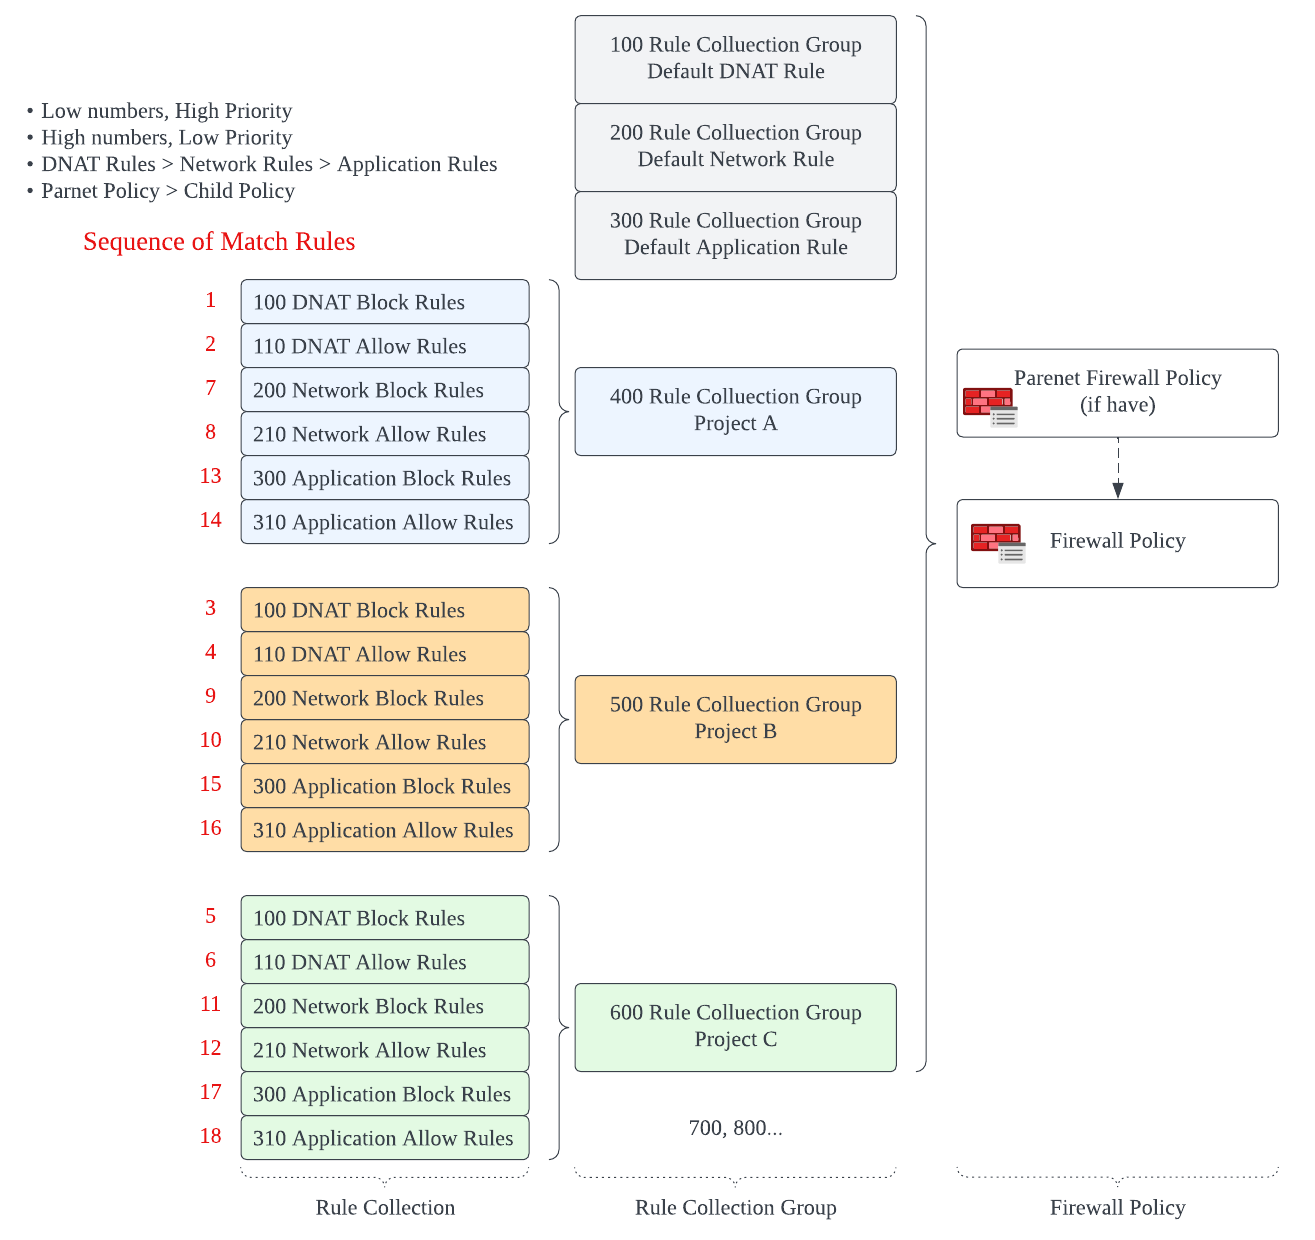 100 Rule Colluection Group
Default DNAT Rule
200 Rule Colluection Group
Default Network Rule
300 Rule Colluection Group
Default Application Rule
• Low numbers, High Priority
• High numbers, Low Priority
• DNAT Rules > Network Rules > Application Rules
• Parnet Policy > Child Policy
Sequence of Match Rules
1 100 DNAT Block Rules
2 110 DNAT Allow Rules
7 200 Network Block Rules
8 210 Network Allow Rules
13 300 Application Block Rules
14 310 Application Allow Rules
400 Rule Colluection Group
Project A
3 100 DNAT Block Rules
4 110 DNAT Allow Rules
9 200 Network Block Rules
10 210 Network Allow Rules
15 300 Application Block Rules
16 310 Application Allow Rules
500 Rule Colluection Group
Project B
5 100 DNAT Block Rules
6 110 DNAT Allow Rules
11 200 Network Block Rules
12 210 Network Allow Rules
17 300 Application Block Rules
18 310 Application Allow Rules
600 Rule Colluection Group
Project C
700, 800...
Parenet Firewall Policy
(if have)
Firewall Policy
Rule Collection
Rule Collection Group
Firewall Policy